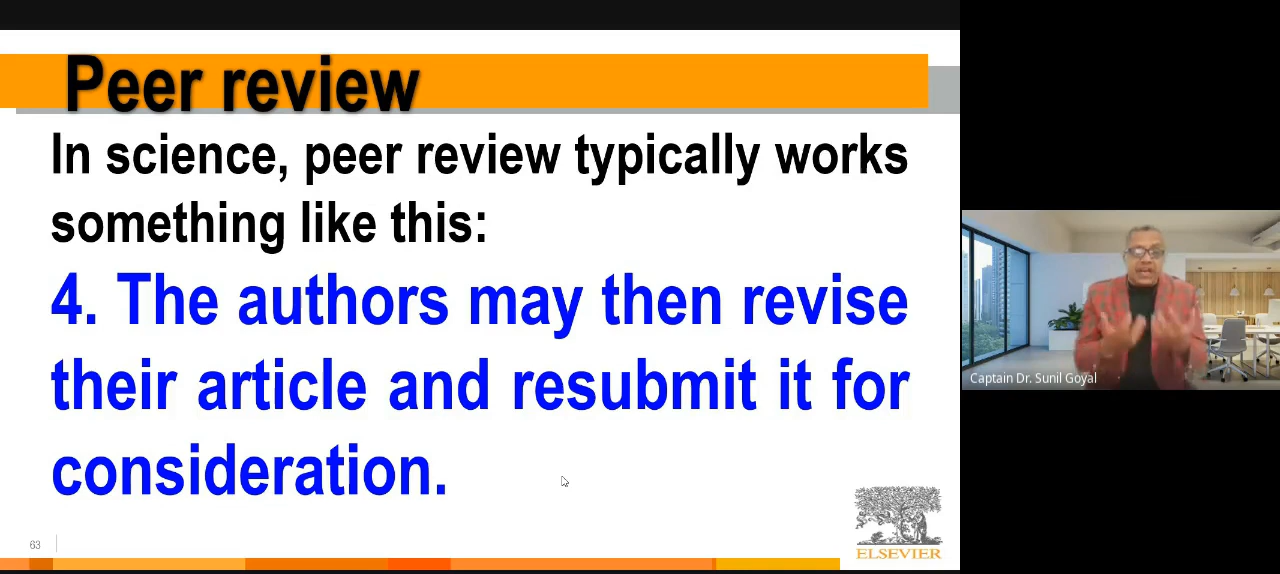 Peer review
In science, peer review typically works
something like this:
4. The authors may then revise
their article and resubmit it for
consideration.
Captain Dr. Sunil Goyal
63
ELSEVIER